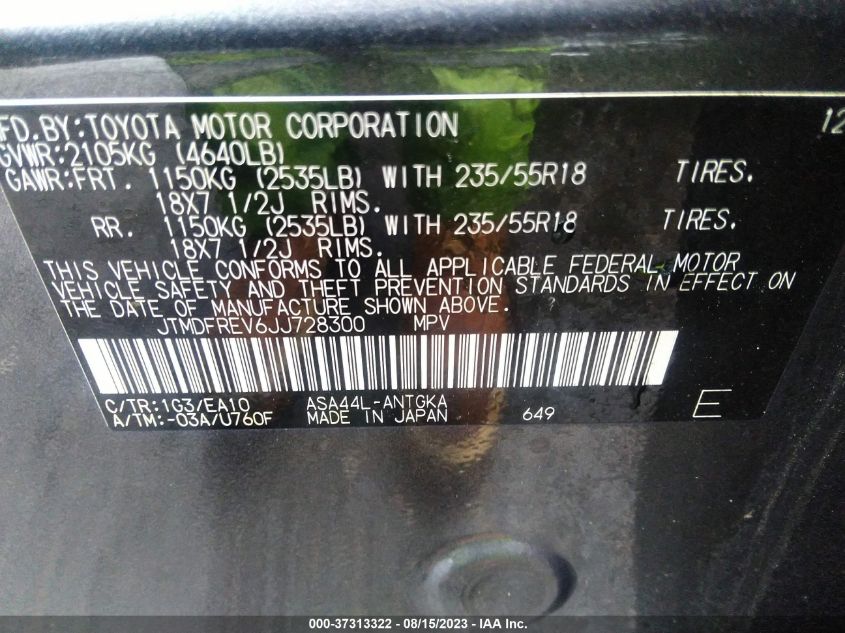 FD.BY:TOYOTA MOTOR CORPORATION 12
GVWR:2105KG (4640LB)
GAWR:FRT. 1150KG (2535LB) WITH 235/55R18 TIRES.
18X7 1/2J RIMS.
RR. 1150KG (2535LB) WITH 235/55R18 TIRES.
18X7 1/2J RIMS.
THIS VEHICLE CONFORMS TO ALL APPLICABLE FEDERAL MOTOR
VEHICLE SAFETY AND THEFT PREVENTION STANDARDS IN EFFECT ON
THE DATE OF MANUFACTURE SHOWN ABOVE.
JTMDFREV6JJ728300 MPV
C/TR:1G3/EA10 ASA44L-ANTGKA
A/TM:-03A/U760F MADE IN JAPAN 649 E
000-37313322 - 08/15/2023 - IAA Inc.